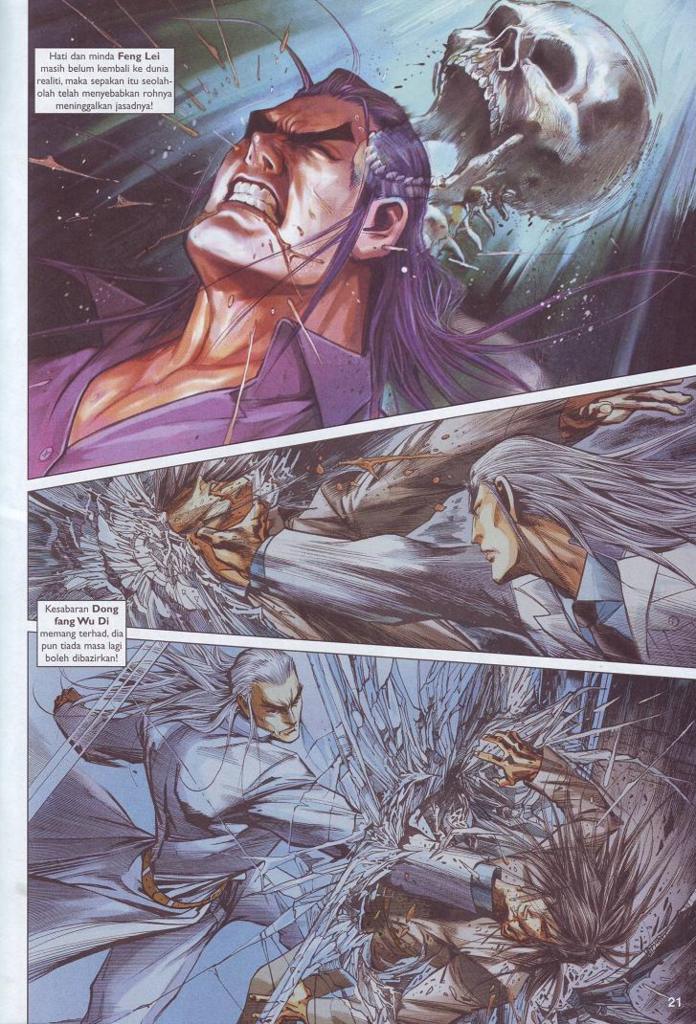 Hati dan minda Feng Lei
masih belum kembali ke dunia
realiti, maka sepakan itu seolah-
olah telah menyebabkan rohnya
meninggalkan jasadnya!
Kesabaran Dong
fang Wu Di
memang terhad, dia
pun tiada masa lagi
boleh dibazirkan!
21